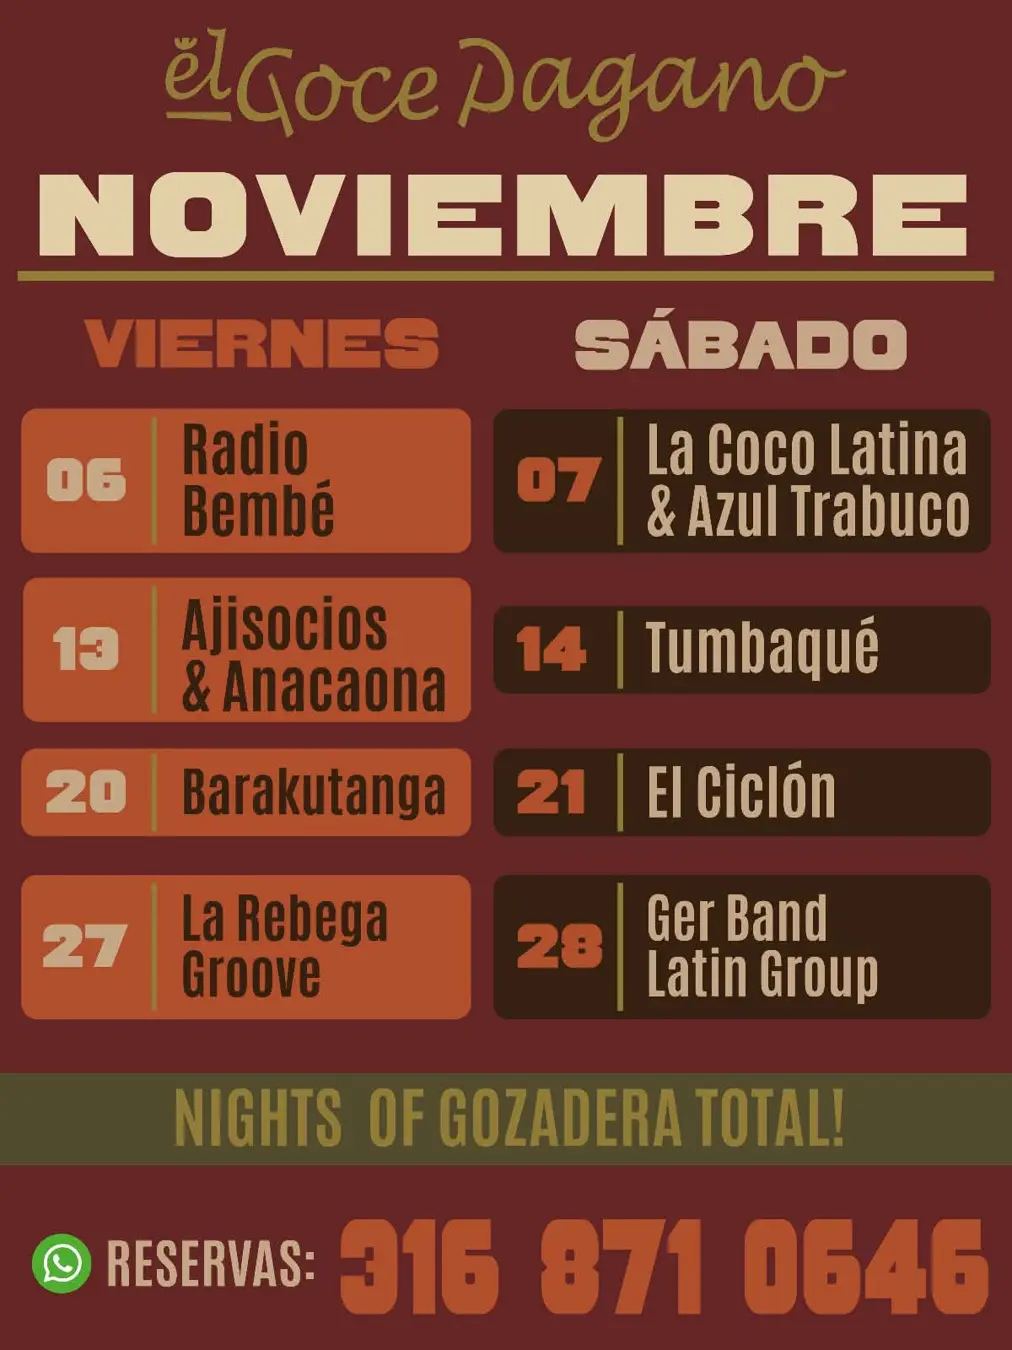 el Goce Pagano
NOVIEMBRE
VIERNES
06
Radio
Bembé
13
Ajisocios
& Anacaona
20
Barakutanga
27
La Rebega
Groove
SÁBADO
07
La Coco Latina
& Azul Trabuco
14
Tumbaqué
21
El Ciclón
28
Ger Band
Latin Group
NIGHTS OF GOZADERA TOTAL!
RESERVAS: 316 871 0646